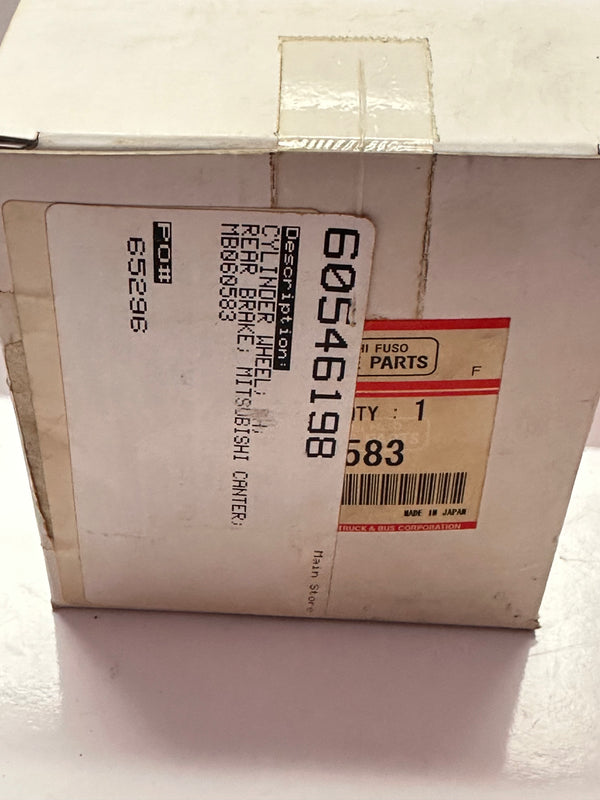 60546198
Description:
CYLINDER WHEEL;
REAR BRAKE; MITSUBISHI CANTER;
MB060583
PO#
65296
Main Store
HI FUSO
PARTS
F
TY : 1
583
MADE IN JAPAN
TRUCK & BUS CORPORATION